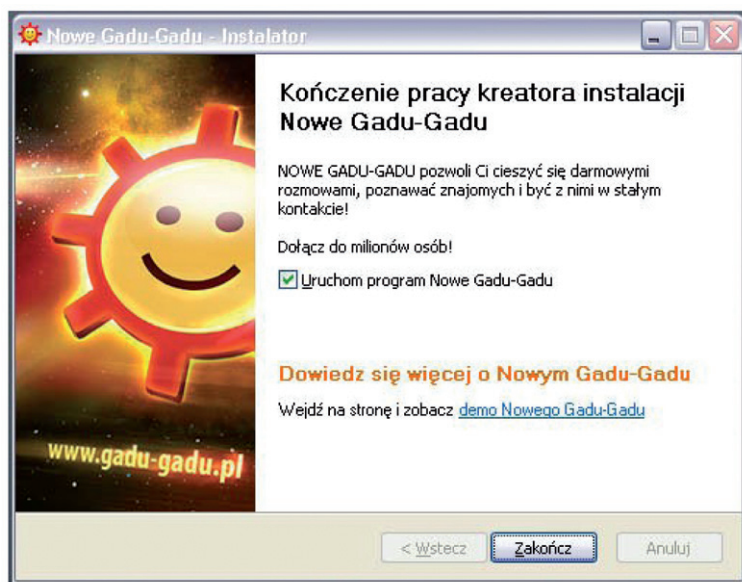 Nowe Gadu-Gadu - Instalator
Kończenie pracy kreatora instalacji
Nowe Gadu-Gadu
NOWE GADU-GADU pozwoli Ci cieszyć się darmowymi
rozmowami, poznawać znajomych i być z nimi w stałym
kontakcie!
Dołącz do milionów osób!
Uruchom program Nowe Gadu-Gadu
Dowiedz się więcej o Nowym Gadu-Gadu
Wejdź na stronę i zobacz demo Nowego Gadu-Gadu
www.gadu-gadu.pl
< Wstecz Zakończ Anuluj